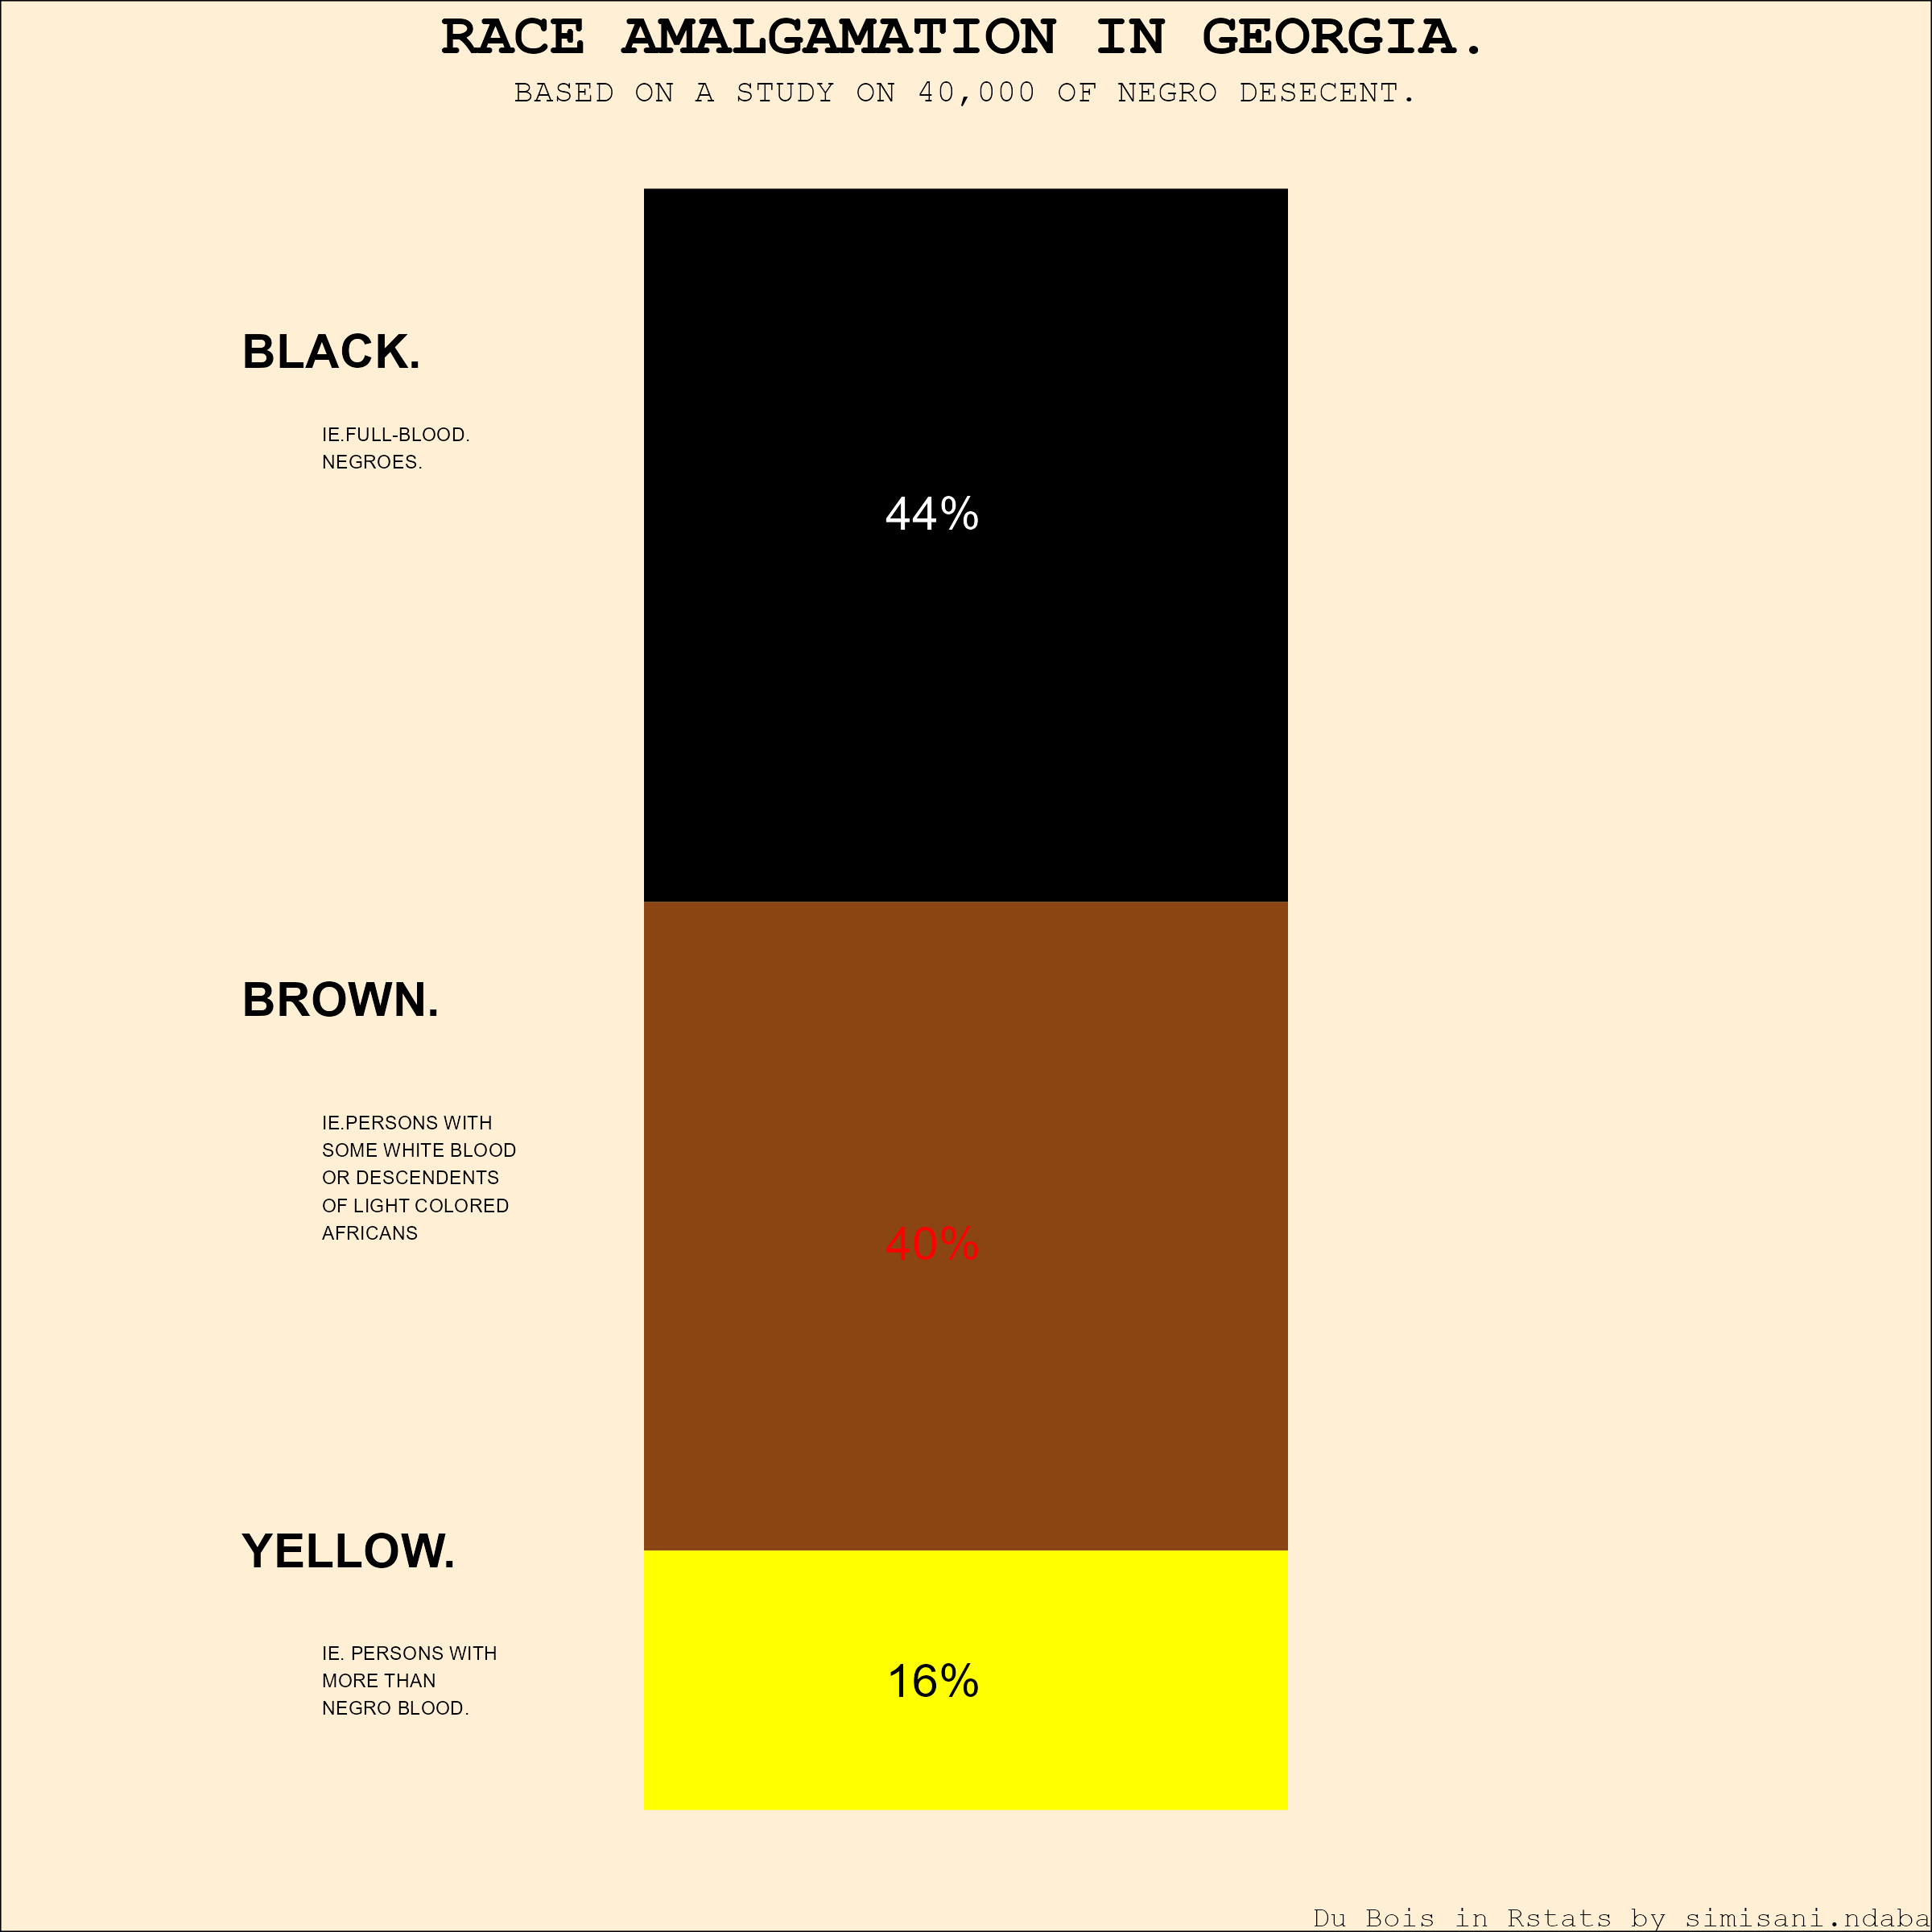 RACE AMALGAMATION IN GEORGIA.
BASED ON A STUDY ON 40,000 OF NEGRO DESECENT.
BLACK.
IE.FULL-BLOOD.
NEGROES.
44%
BROWN.
IE.PERSONS WITH
SOME WHITE BLOOD
OR DESCENDENTS
OF LIGHT COLORED
AFRICANS
40%
YELLOW.
IE. PERSONS WITH
MORE THAN
NEGRO BLOOD.
16%
Du Bois in Rstats by simisani.ndaba